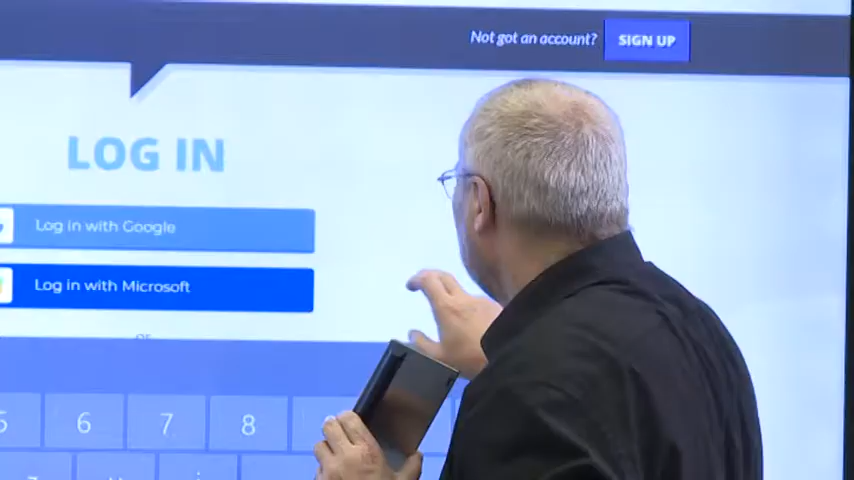 Not got an account? SIGN UP
LOG IN
Log in with Google
Log in with Microsoft
5 6 7 8